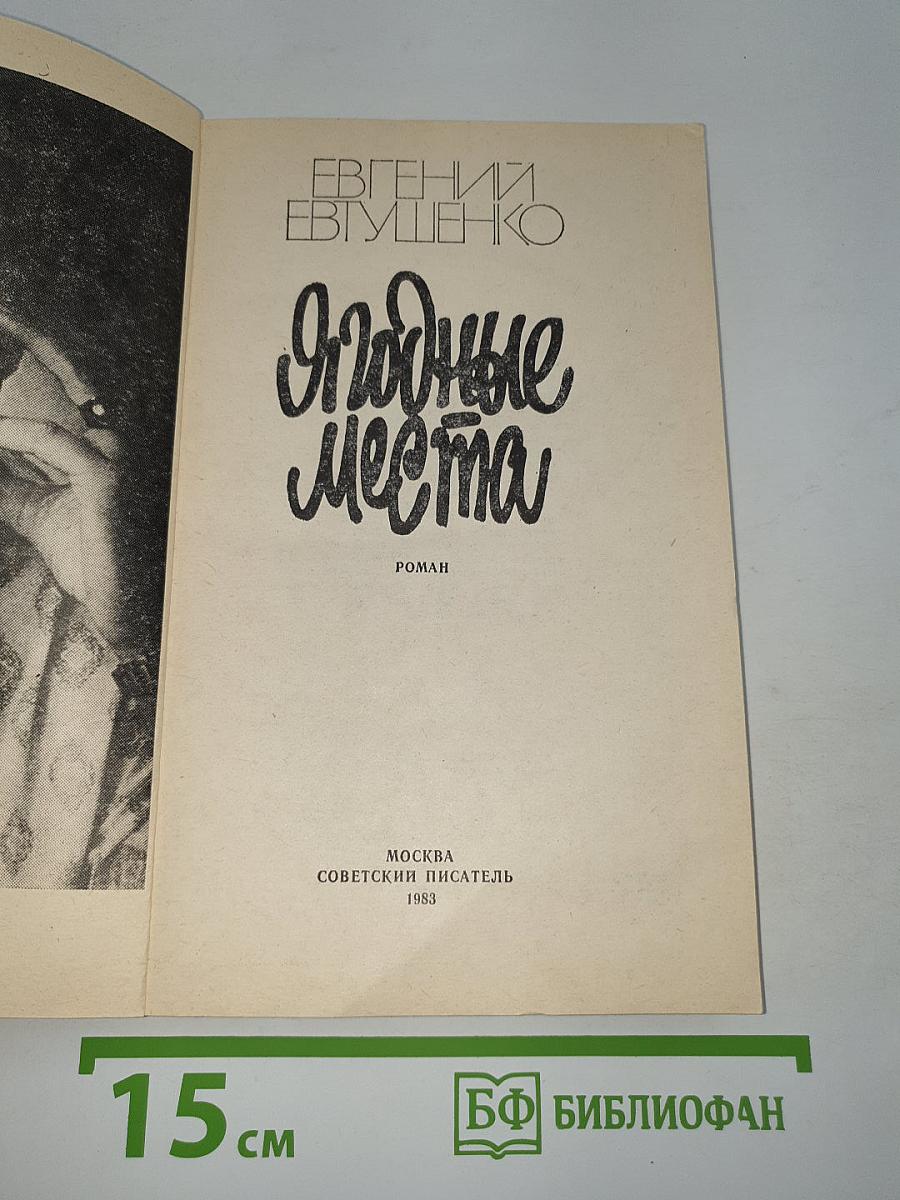 ЕВГЕНИЙ
ЕВТУШЕНКО
ягодные
места
РОМАН
МОСКВА
СОВЕТСКИЙ ПИСАТЕЛЬ
1983
15 см
БФ БИБЛИОФАН